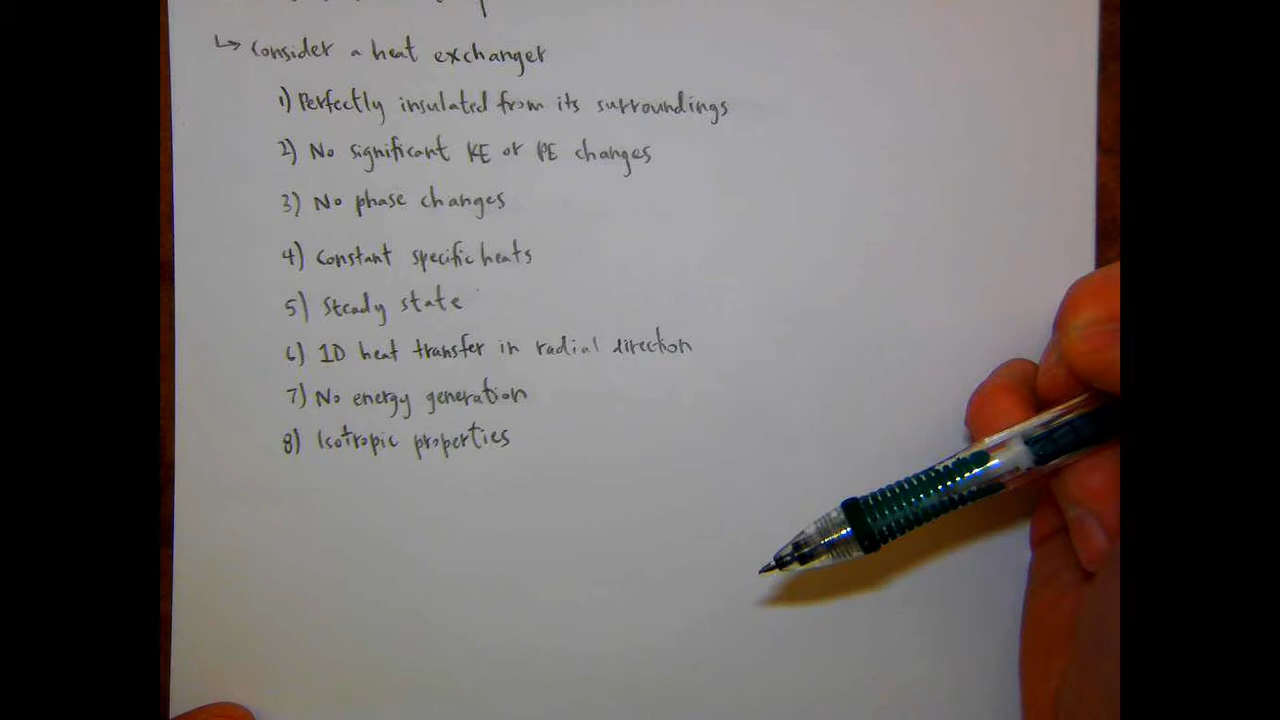 ↳ Consider a heat exchanger
1) Perfectly insulated from its surroundings
2) No significant KE or PE changes
3) No phase changes
4) Constant specific heats
5) Steady state
6) 1D heat transfer in radial direction
7) No energy generation
8) Isotropic properties